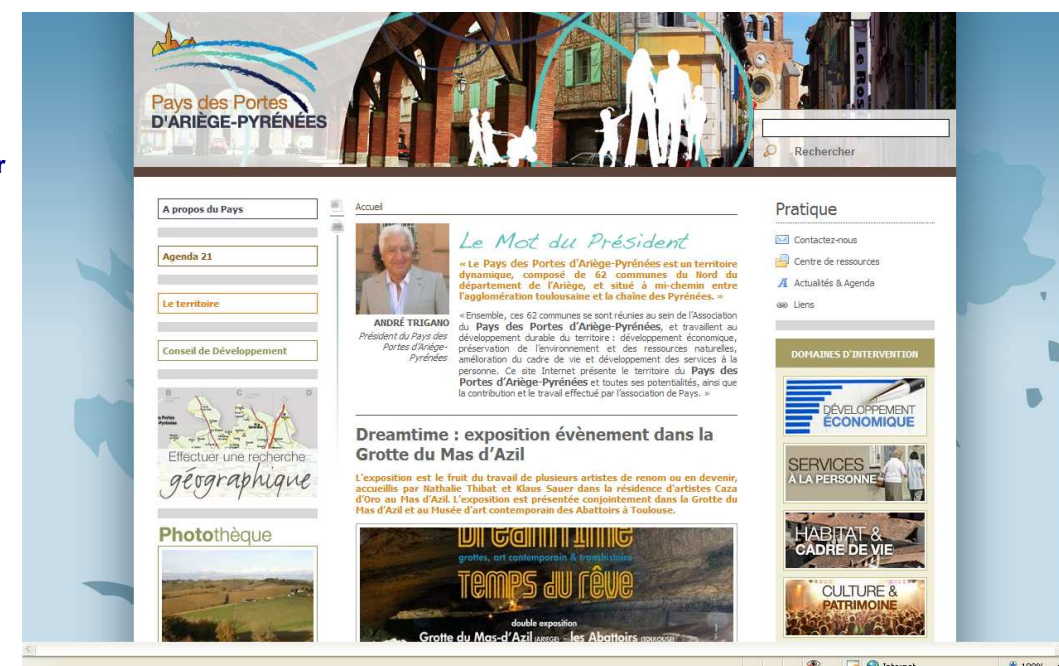 Pays des Portes
D'ARIÈGE-PYRÉNÉES
Rechercher
r
A propos du Pays
Agenda 21
Le territoire
Conseil de Développement
B C D
Effectuer une recherche
géographique
Photothèque
Accueil
Le Mot du Président
« Le Pays des Portes d'Ariège-Pyrénées est un territoire
dynamique, composé de 62 communes du Nord du
département de l'Ariège, et situé à mi-chemin entre
l'agglomération toulousaine et la chaîne des Pyrénées. »
ANDRÉ TRIGANO
Président du Pays des
Portes d'Ariège-
Pyrénées
«Ensemble, ces 62 communes se sont réunies au sein de l'Association
du Pays des Portes d'Ariège-Pyrénées, et travaillent au
développement durable du territoire : développement économique,
préservation de l'environnement et des ressources naturelles,
amélioration du cadre de vie et développement des services à la
personne. Ce site Internet présente le territoire du Pays des
Portes d'Ariège-Pyrénées et toutes ses potentialités, ainsi que
la contribution et le travail effectué par l'association de Pays. »
Dreamtime : exposition évènement dans la
Grotte du Mas d'Azil
L'exposition est le fruit du travail de plusieurs artistes de renom ou en devenir,
accueillis par Nathalie Thibat et Klaus Sauer dans la résidence d'artistes Caza
d'Oro au Mas d'Azil. L'exposition est présentée conjointement dans la Grotte du
Mas d'Azil et au Musée d'art contemporain des Abattoirs à Toulouse.
DREAMTIME
grottes, art contemporain & transhistoire
TEMPS DU RÊVE
double exposition
Grotte du Mas-d'Azil (ARIEGE) - les Abattoirs (TOULOUSE)
Pratique
Contactez-nous
Centre de ressources
Actualités & Agenda
Liens
DOMAINES D'INTERVENTION
DÉVELOPPEMENT
ÉCONOMIQUE
SERVICES
À LA PERSONNE
HABITAT &
CADRE DE VIE
CULTURE &
PATRIMOINE
Internet
100%